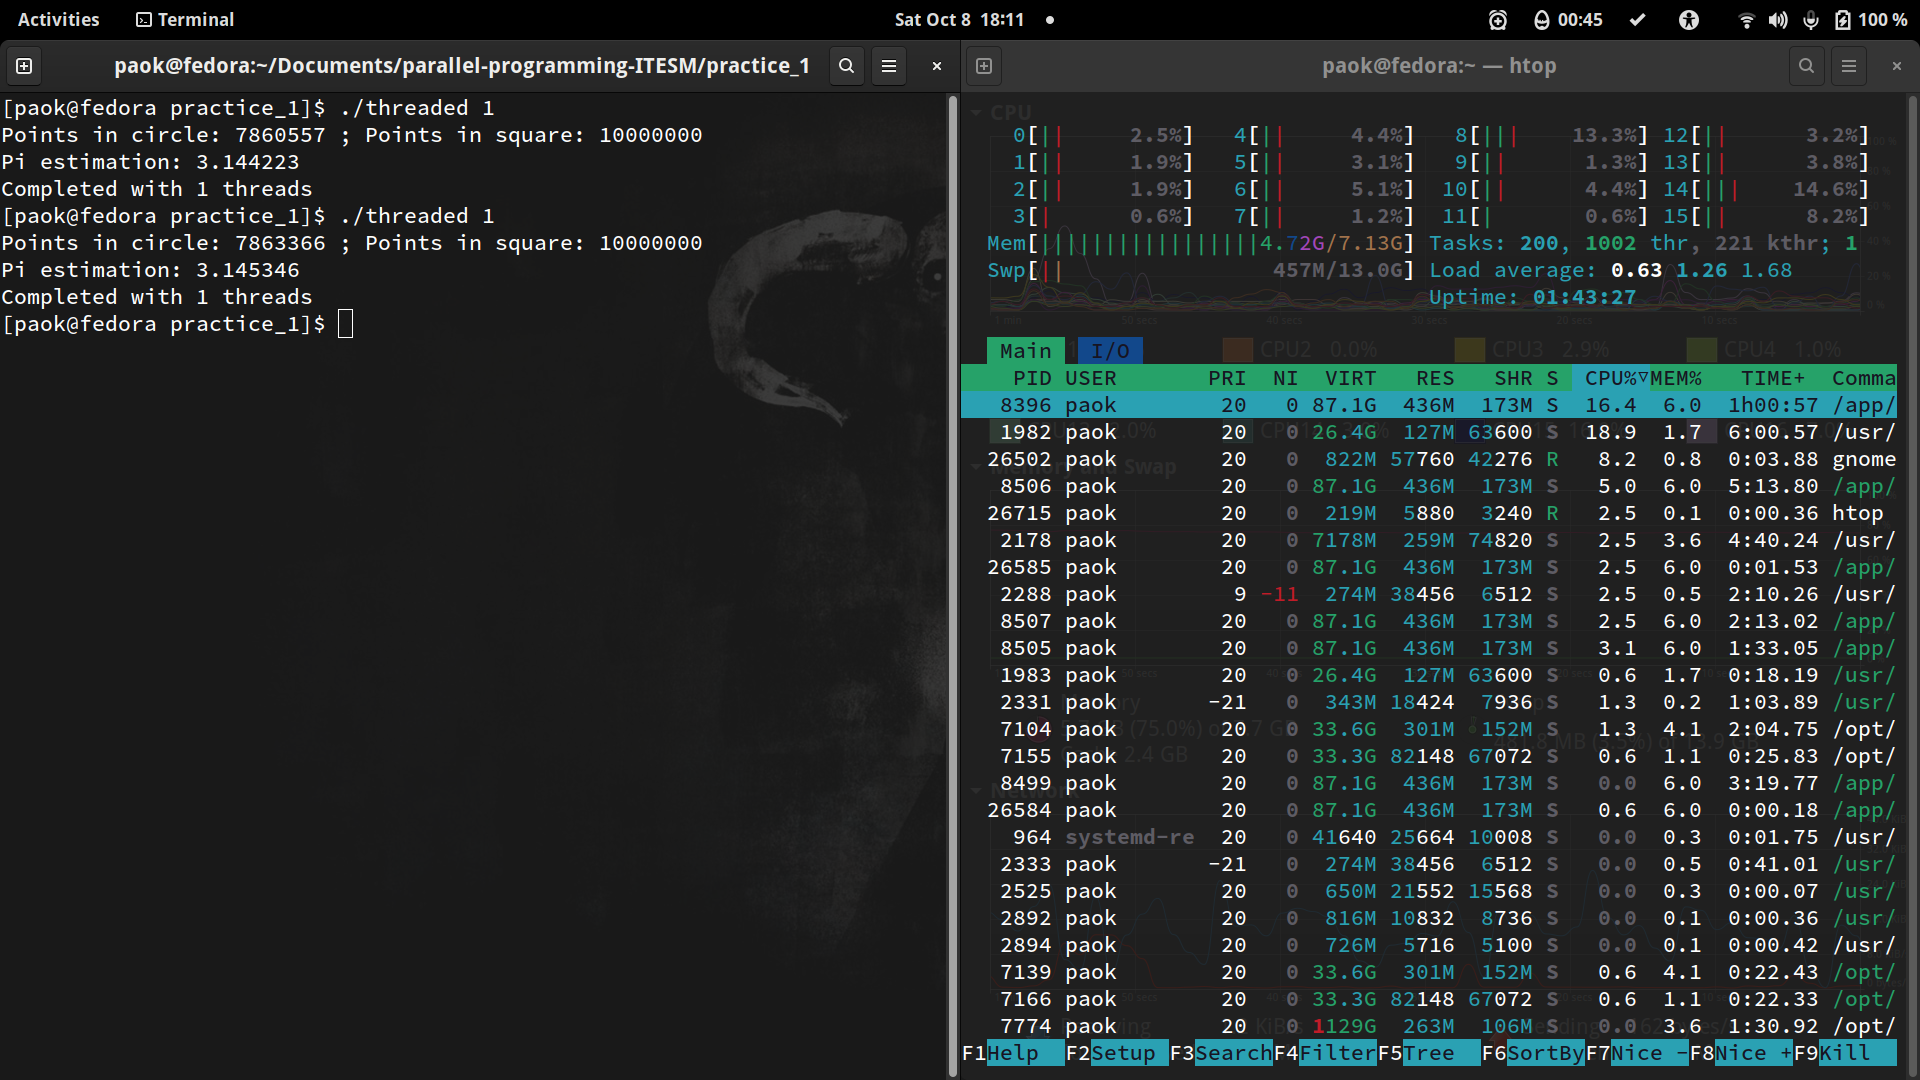 Activities Terminal Sat Oct 8 18:11 00:45 100 %
paok@fedora:~/Documents/parallel-programming-ITESM/practice_1
[paok@fedora practice_1]$ ./threaded 1
Points in circle: 7860557 ; Points in square: 10000000
Pi estimation: 3.144223
Completed with 1 threads
[paok@fedora practice_1]$ ./threaded 1
Points in circle: 7863366 ; Points in square: 10000000
Pi estimation: 3.145346
Completed with 1 threads
[paok@fedora practice_1]$
paok@fedora:~ — htop
CPU
0[|| 2.5%] 4[|| 4.4%] 8[||| 13.3%] 12[|| 3.2%]
1[|| 1.9%] 5[|| 3.1%] 9[|| 1.3%] 13[|| 3.8%]
2[|| 1.9%] 6[|| 5.1%] 10[|| 4.4%] 14[||| 14.6%]
3[| 0.6%] 7[|| 1.2%] 11[| 0.6%] 15[|| 8.2%]
Mem[|||||||||||||||||4.72G/7.13G] Tasks: 200, 1002 thr, 221 kthr; 1
Swp[|| 457M/13.0G] Load average: 0.63 1.26 1.68
Uptime: 01:43:27
1 min 50 secs 40 secs 30 secs 20 secs 10 secs
Main I/O
CPU2 0.0% CPU3 2.9% CPU4 1.0%
PID USER PRI NI VIRT RES SHR S CPU%▽MEM% TIME+ Comma
8396 paok 20 0 87.1G 436M 173M S 16.4 6.0 1h00:57 /app/
1982 paok 20 0 26.4G 127M 63600 S 18.9 1.7 6:00.57 /usr/
26502 paok 20 0 822M 57760 42276 R 8.2 0.8 0:03.88 gnome
8506 paok 20 0 87.1G 436M 173M S 5.0 6.0 5:13.80 /app/
26715 paok 20 0 219M 5880 3240 R 2.5 0.1 0:00.36 htop
2178 paok 20 0 7178M 259M 74820 S 2.5 3.6 4:40.24 /usr/
26585 paok 20 0 87.1G 436M 173M S 2.5 6.0 0:01.53 /app/
2288 paok 9 -11 274M 38456 6512 S 2.5 0.5 2:10.26 /usr/
8507 paok 20 0 87.1G 436M 173M S 2.5 6.0 2:13.02 /app/
8505 paok 20 0 87.1G 436M 173M S 3.1 6.0 1:33.05 /app/
1983 paok 20 0 26.4G 127M 63600 S 0.6 1.7 0:18.19 /usr/
2331 paok -21 0 343M 18424 7936 S 1.3 0.2 1:03.89 /usr/
7104 paok 20 0 33.6G 301M 152M S 1.3 4.1 2:04.75 /opt/
7155 paok 20 0 33.3G 82148 67072 S 0.6 1.1 0:25.83 /opt/
8499 paok 20 0 87.1G 436M 173M S 0.0 6.0 3:19.77 /app/
26584 paok 20 0 87.1G 436M 173M S 0.6 6.0 0:00.18 /app/
964 systemd-re 20 0 41640 25664 10008 S 0.0 0.3 0:01.75 /usr/
2333 paok -21 0 274M 38456 6512 S 0.0 0.5 0:41.01 /usr/
2525 paok 20 0 650M 21552 15568 S 0.0 0.3 0:00.07 /usr/
2892 paok 20 0 816M 10832 8736 S 0.0 0.1 0:00.36 /usr/
2894 paok 20 0 726M 5716 5100 S 0.0 0.1 0:00.42 /usr/
7139 paok 20 0 33.6G 301M 152M S 0.6 4.1 0:22.43 /opt/
7166 paok 20 0 33.3G 82148 67072 S 0.6 1.1 0:22.33 /opt/
7774 paok 20 0 1129G 263M 106M S 0.0 3.6 1:30.92 /opt/
F1Help F2Setup F3SearchF4FilterF5Tree F6SortByF7Nice -F8Nice +F9Kill